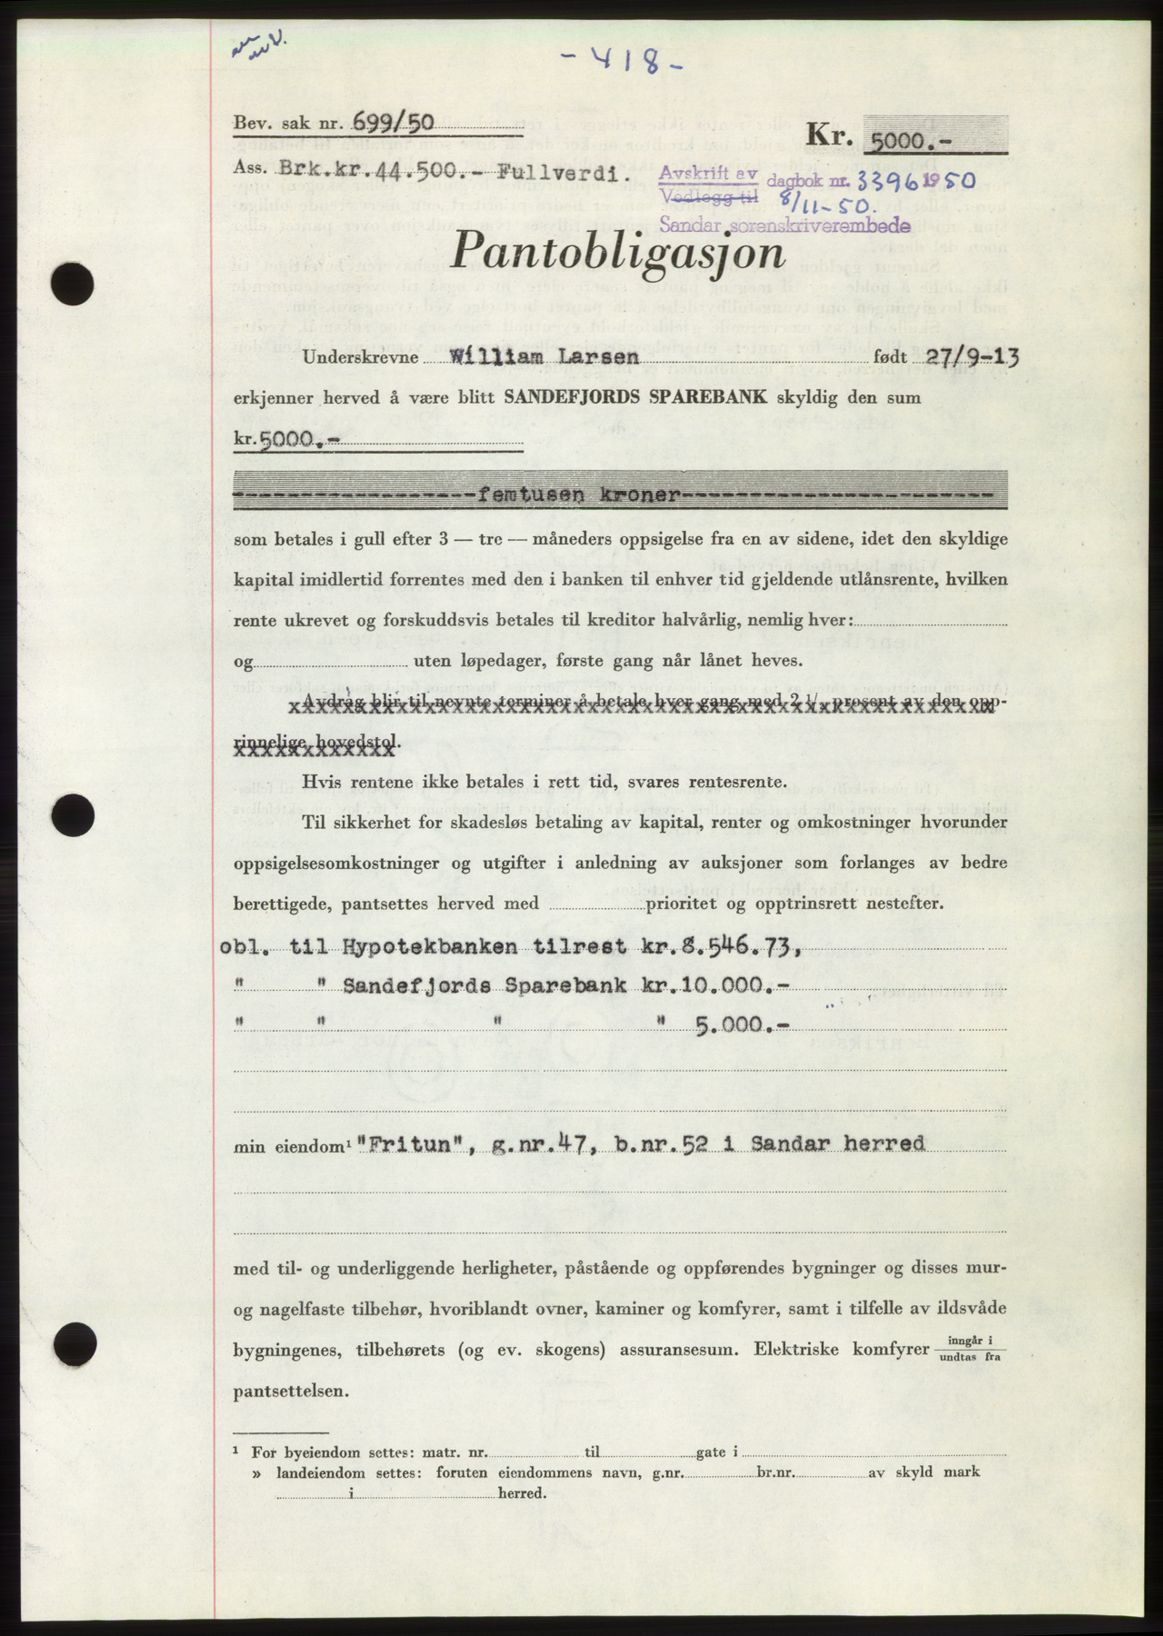 - 418 -
Bev. sak nr. 699/50
Kr. 5000.-
Ass. Brk.kr.44.500.- Fullverdi.
Avskrift av dagbok nr. 3396 1950
Vedlegg til 8/11-50.
Sandar sorenskriverembede
Pantobligasjon
Underskrevne William Larsen født 27/9-13
erkjenner herved å være blitt SANDEFJORDS SPAREBANK skyldig den sum
kr. 5000.-
------------------femtusen kroner-----------------------
som betales i gull efter 3 — tre — måneders oppsigelse fra en av sidene, idet den skyldige
kapital imidlertid forrentes med den i banken til enhver tid gjeldende utlånsrente, hvilken
rente ukrevet og forskuddsvis betales til kreditor halvårlig, nemlig hver:
og uten løpedager, første gang når lånet heves.
Avdrag blir til nevnte terminer å betale hver gang med 2 1/2 prosent av den opp-
rinnelige hovedstol.
Hvis rentene ikke betales i rett tid, svares rentesrente.
Til sikkerhet for skadesløs betaling av kapital, renter og omkostninger hvorunder
oppsigelsesomkostninger og utgifter i anledning av auksjoner som forlanges av bedre
berettigede, pantsettes herved med prioritet og opptrinsrett nestefter.
obl. til Hypotekbanken tilrest kr.8.546.73,
" " Sandefjords Sparebank kr.10.000.-
" " " " 5.000.-
min eiendom¹ "Fritun", g.nr.47, b.nr.52 i Sandar herred
med til- og underliggende herligheter, påstående og oppførendes bygninger og disses mur-
og nagelfaste tilbehør, hvoriblandt ovner, kaminer og komfyrer, samt i tilfelle av ildsvåde
bygningenes, tilbehørets (og ev. skogens) assuransesum. Elektriske komfyrer inngår i
undtas fra
pantsettelsen.
¹ For byeiendom settes: matr. nr. til gate i
» landeiendom settes: foruten eiendommens navn, g.nr. br.nr. av skyld mark
i herred.